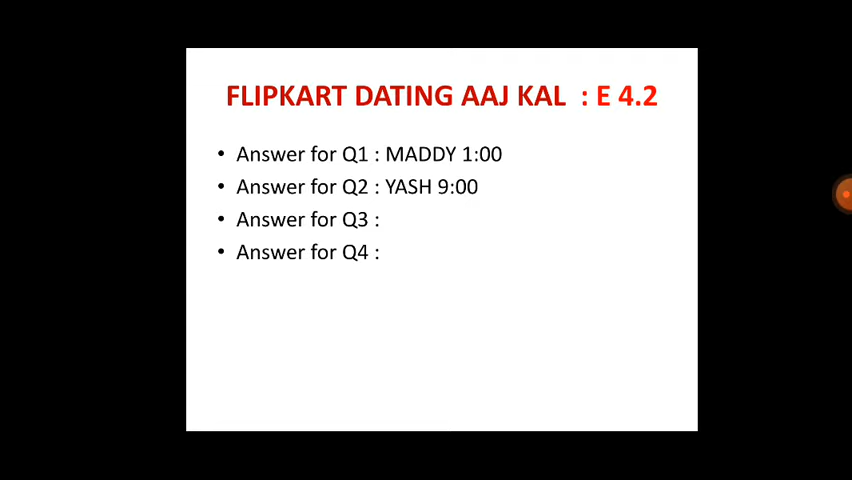 FLIPKART DATING AAJ KAL : E 4.2
• Answer for Q1 : MADDY 1:00
• Answer for Q2 : YASH 9:00
• Answer for Q3 :
• Answer for Q4 :